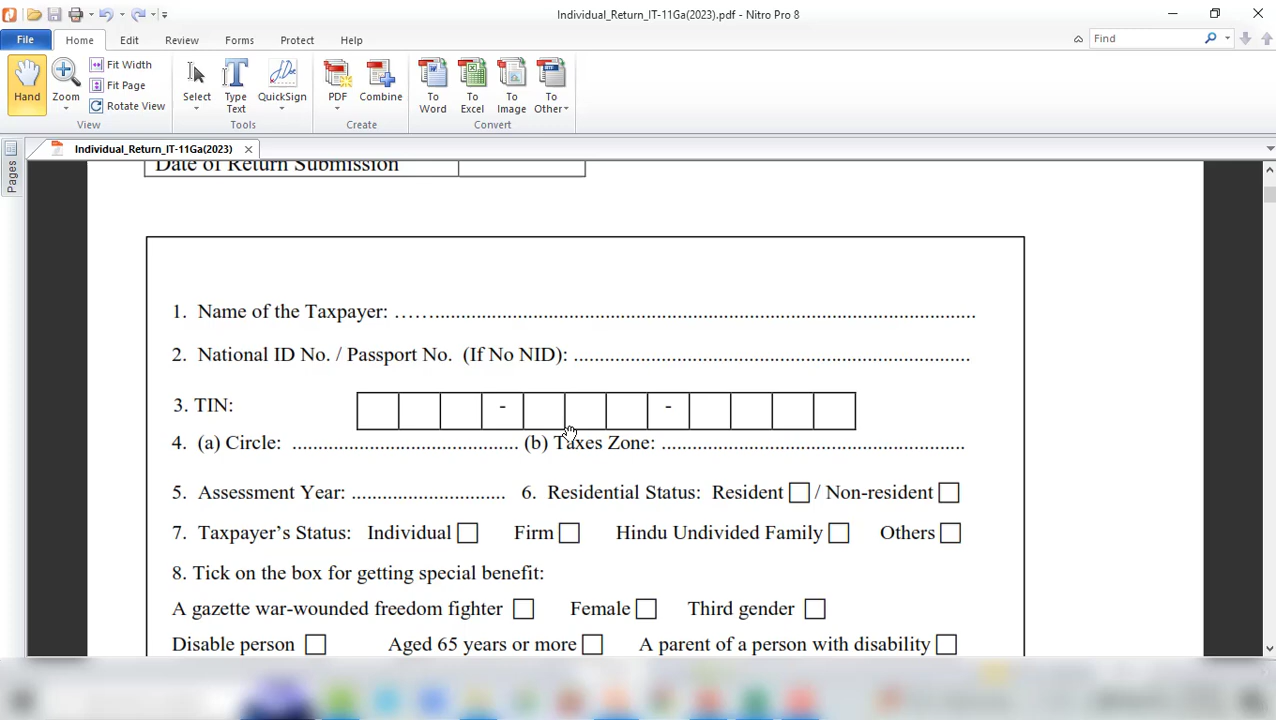 Individual_Return_IT-11Ga(2023).pdf - Nitro Pro 8
File Home Edit Review Forms Protect Help Find
Hand Zoom Fit Width Fit Page Rotate View Select Type Text QuickSign PDF Combine To Word To Excel To Image To Other
View Tools Create Convert
Individual_Return_IT-11Ga(2023)
Pages
Date of Return Submission
1. Name of the Taxpayer: ……..........................................................................................................
2. National ID No. / Passport No. (If No NID): .............................................................................
3. TIN: - -
4. (a) Circle: ............................................ (b) Taxes Zone: ...........................................................
5. Assessment Year: .............................. 6. Residential Status: Resident / Non-resident
7. Taxpayer’s Status: Individual Firm Hindu Undivided Family Others
8. Tick on the box for getting special benefit:
A gazette war-wounded freedom fighter Female Third gender
Disable person Aged 65 years or more A parent of a person with disability